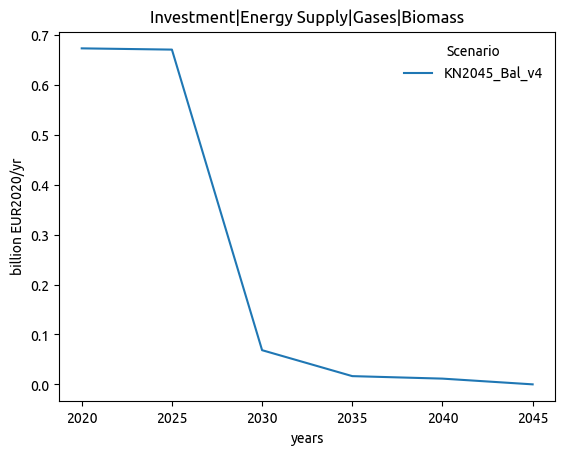 Investment|Energy Supply|Gases|Biomass
billion EUR2020/yr
0.7
0.6
0.5
0.4
0.3
0.2
0.1
0.0
Scenario
KN2045_Bal_v4
2020 2025 2030 2035 2040 2045
years